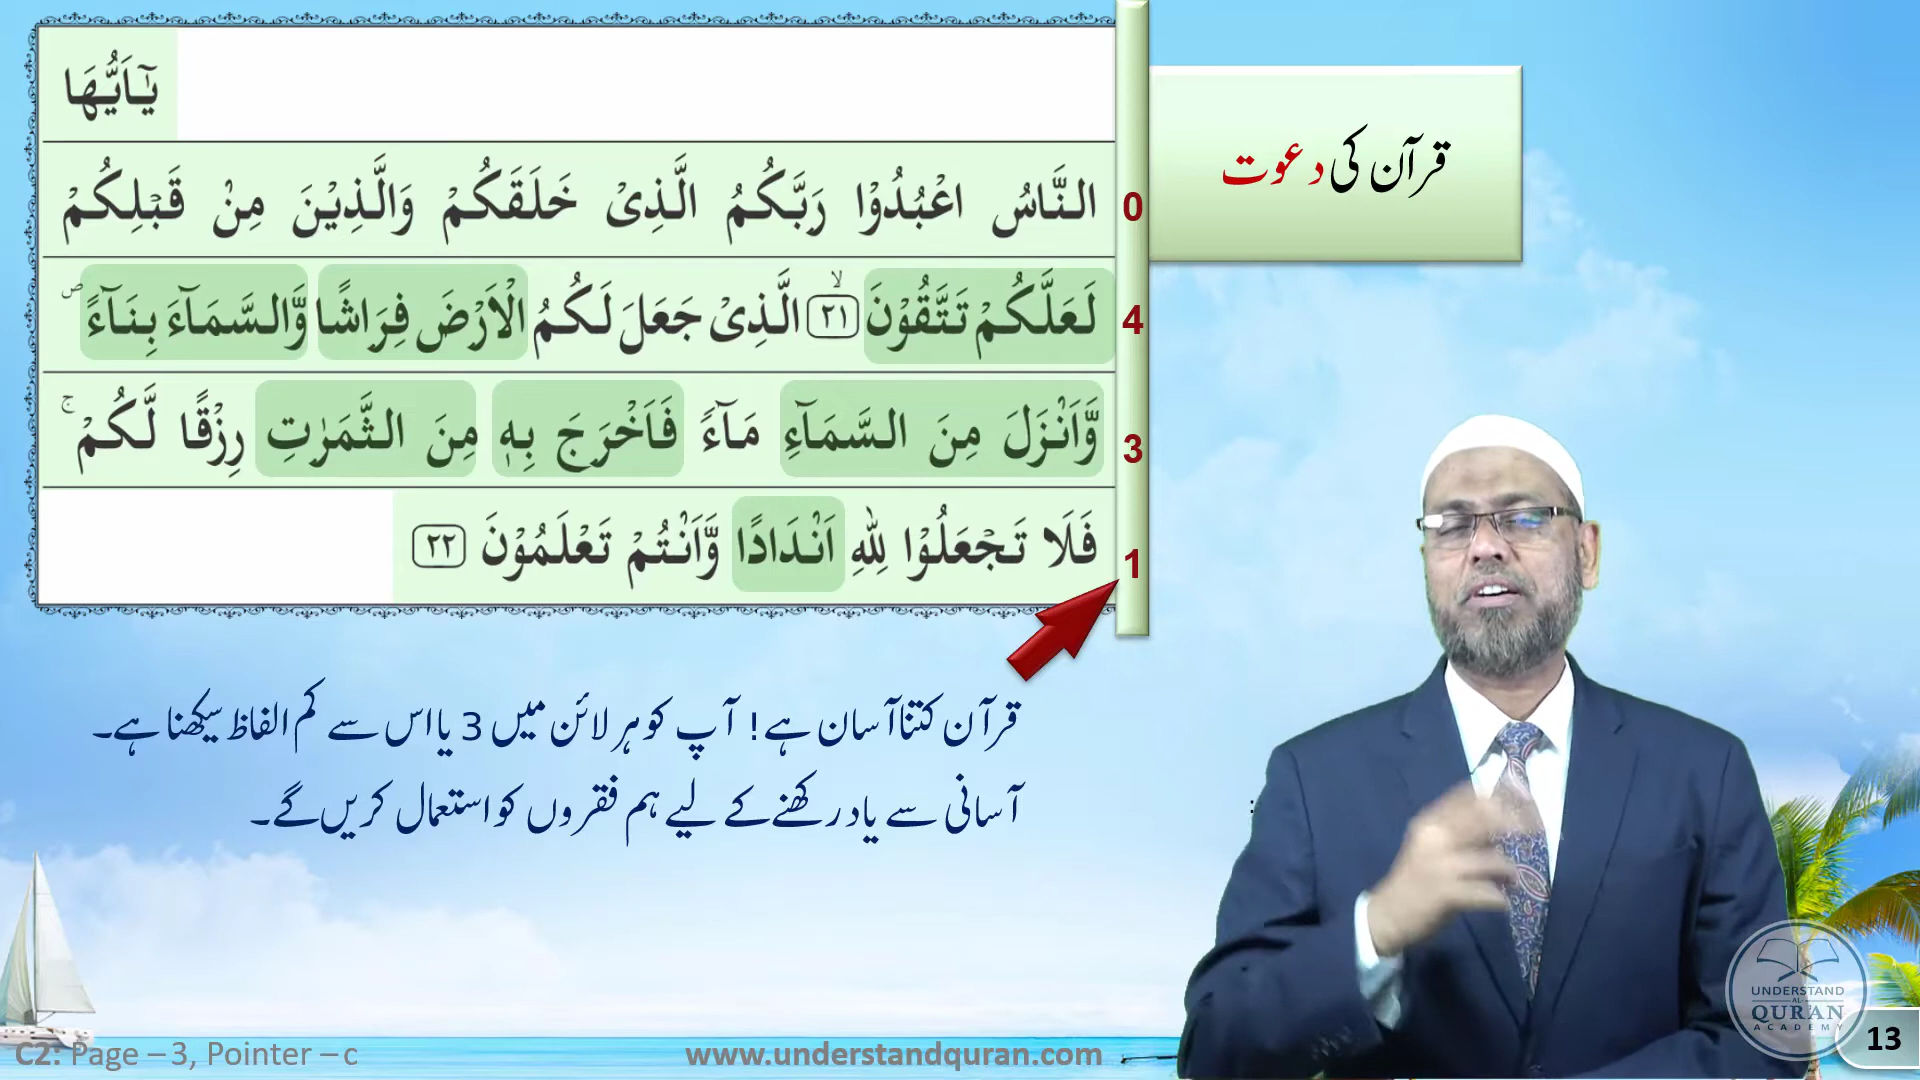 يٰٓاَيُّهَا
النَّاسُ اعْبُدُوْا رَبَّكُمُ الَّذِىْ خَلَقَكُمْ وَالَّذِيْنَ مِنْ قَبْلِكُمْ
لَعَلَّكُمْ تَتَّقُوْنَ ۙ ٢١ الَّذِىْ جَعَلَ لَكُمُ الْاَرْضَ فِرَاشًا وَّالسَّمَآءَ بِنَآءً ۖ
وَّاَنْزَلَ مِنَ السَّمَآءِ مَآءً فَاَخْرَجَ بِهٖ مِنَ الثَّمَرٰتِ رِزْقًا لَّكُمْ ۚ
فَلَا تَجْعَلُوْا لِلّٰهِ اَنْدَادًا وَّاَنْتُمْ تَعْلَمُوْنَ ٢٢
0
4
3
1
قرآن کی دعوت
قرآن کتنا آسان ہے! آپ کو ہر لائن میں 3 یا اس سے کم الفاظ سیکھنا ہے۔
آسانی سے یاد رکھنے کے لیے ہم فقروں کو استعمال کریں گے۔
:
UNDERSTAND
AL
QURAN
ACADEMY
C2: Page – 3, Pointer – c
www.understandquran.com
13